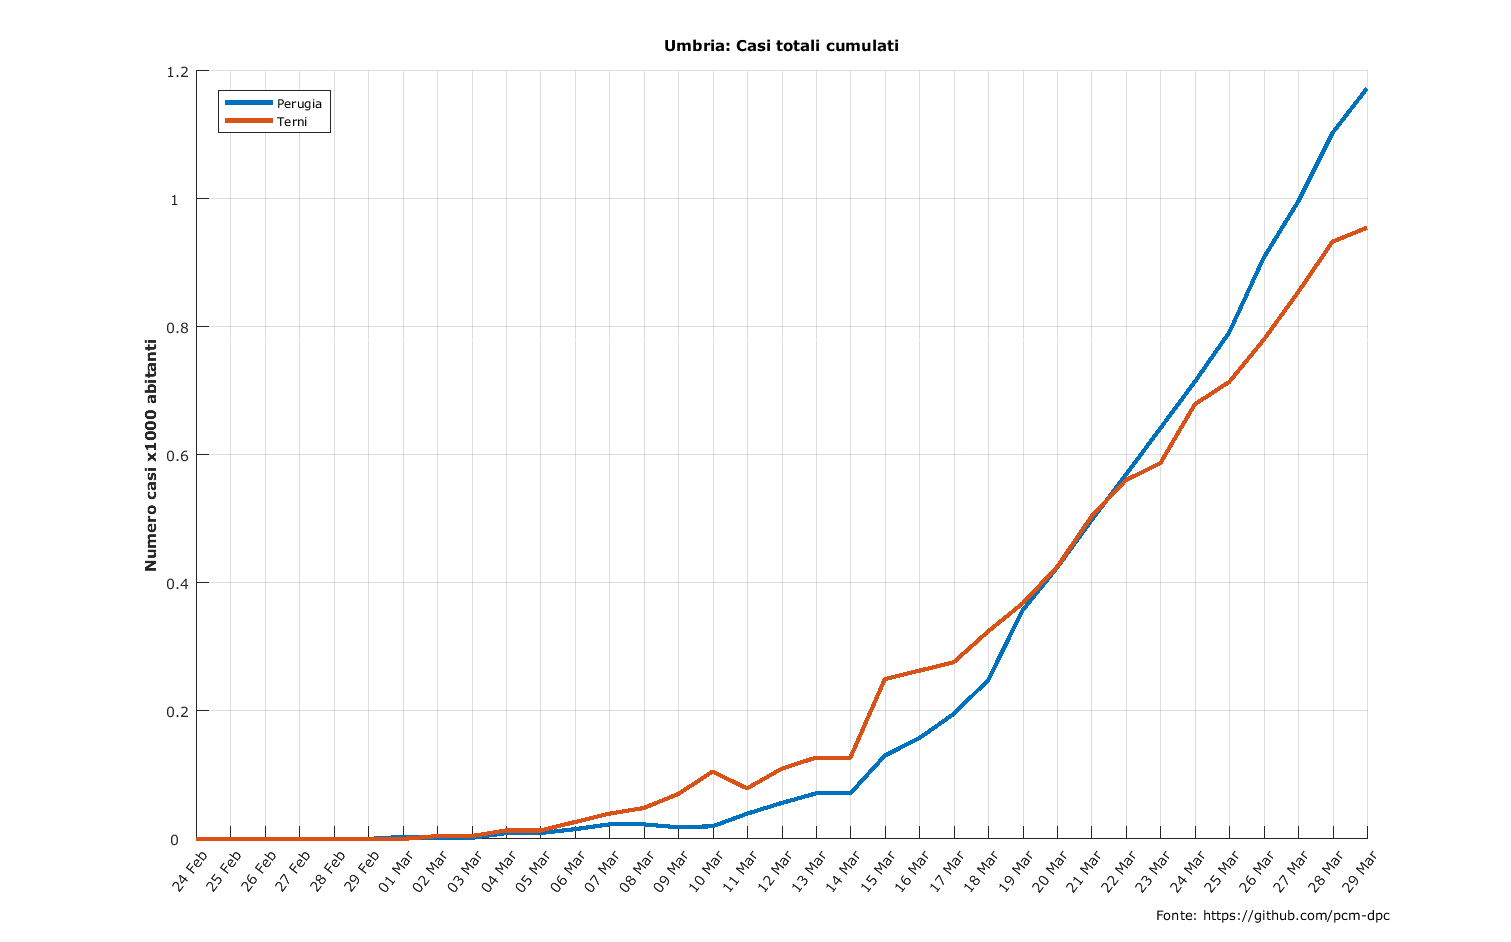 Umbria: Casi totali cumulati
Perugia
Terni
Numero casi x1000 abitanti
1.2
1
0.8
0.6
0.4
0.2
0
24 Feb
25 Feb
26 Feb
27 Feb
28 Feb
29 Feb
01 Mar
02 Mar
03 Mar
04 Mar
05 Mar
06 Mar
07 Mar
08 Mar
09 Mar
10 Mar
11 Mar
12 Mar
13 Mar
14 Mar
15 Mar
16 Mar
17 Mar
18 Mar
19 Mar
20 Mar
21 Mar
22 Mar
23 Mar
24 Mar
25 Mar
26 Mar
27 Mar
28 Mar
29 Mar
Fonte: https://github.com/pcm-dpc